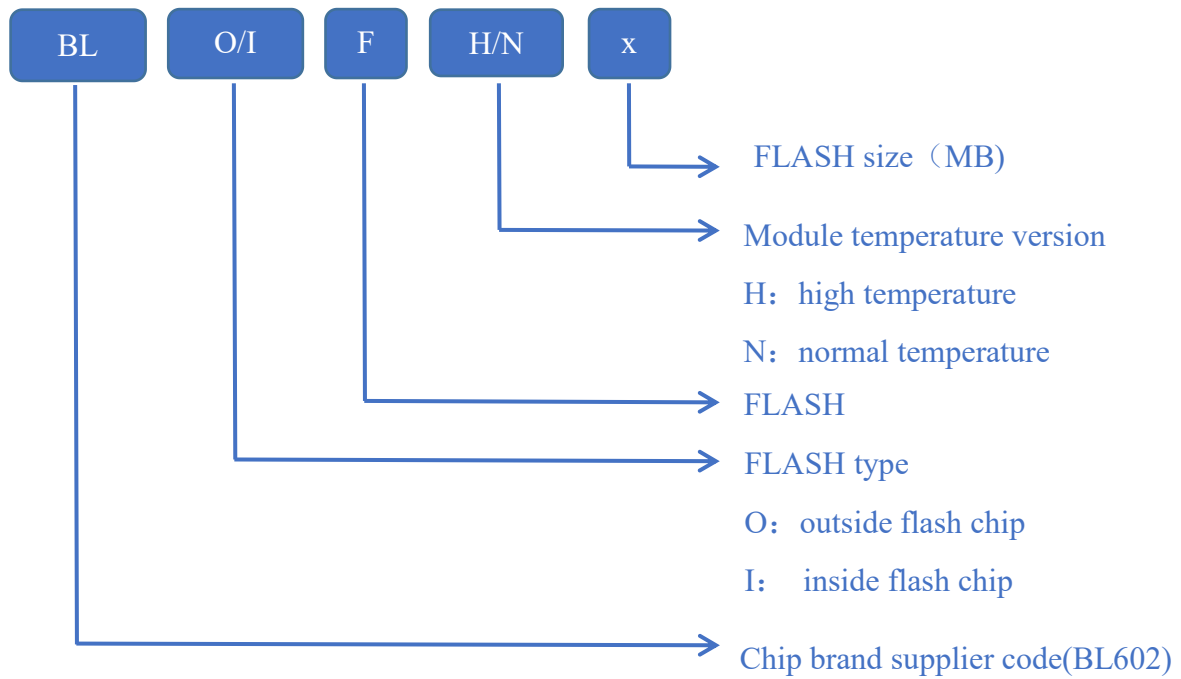 BL O/I F H/N x
FLASH size（MB)
Module temperature version
H：high temperature
N：normal temperature
FLASH
FLASH type
O：outside flash chip
I： inside flash chip
Chip brand supplier code(BL602)